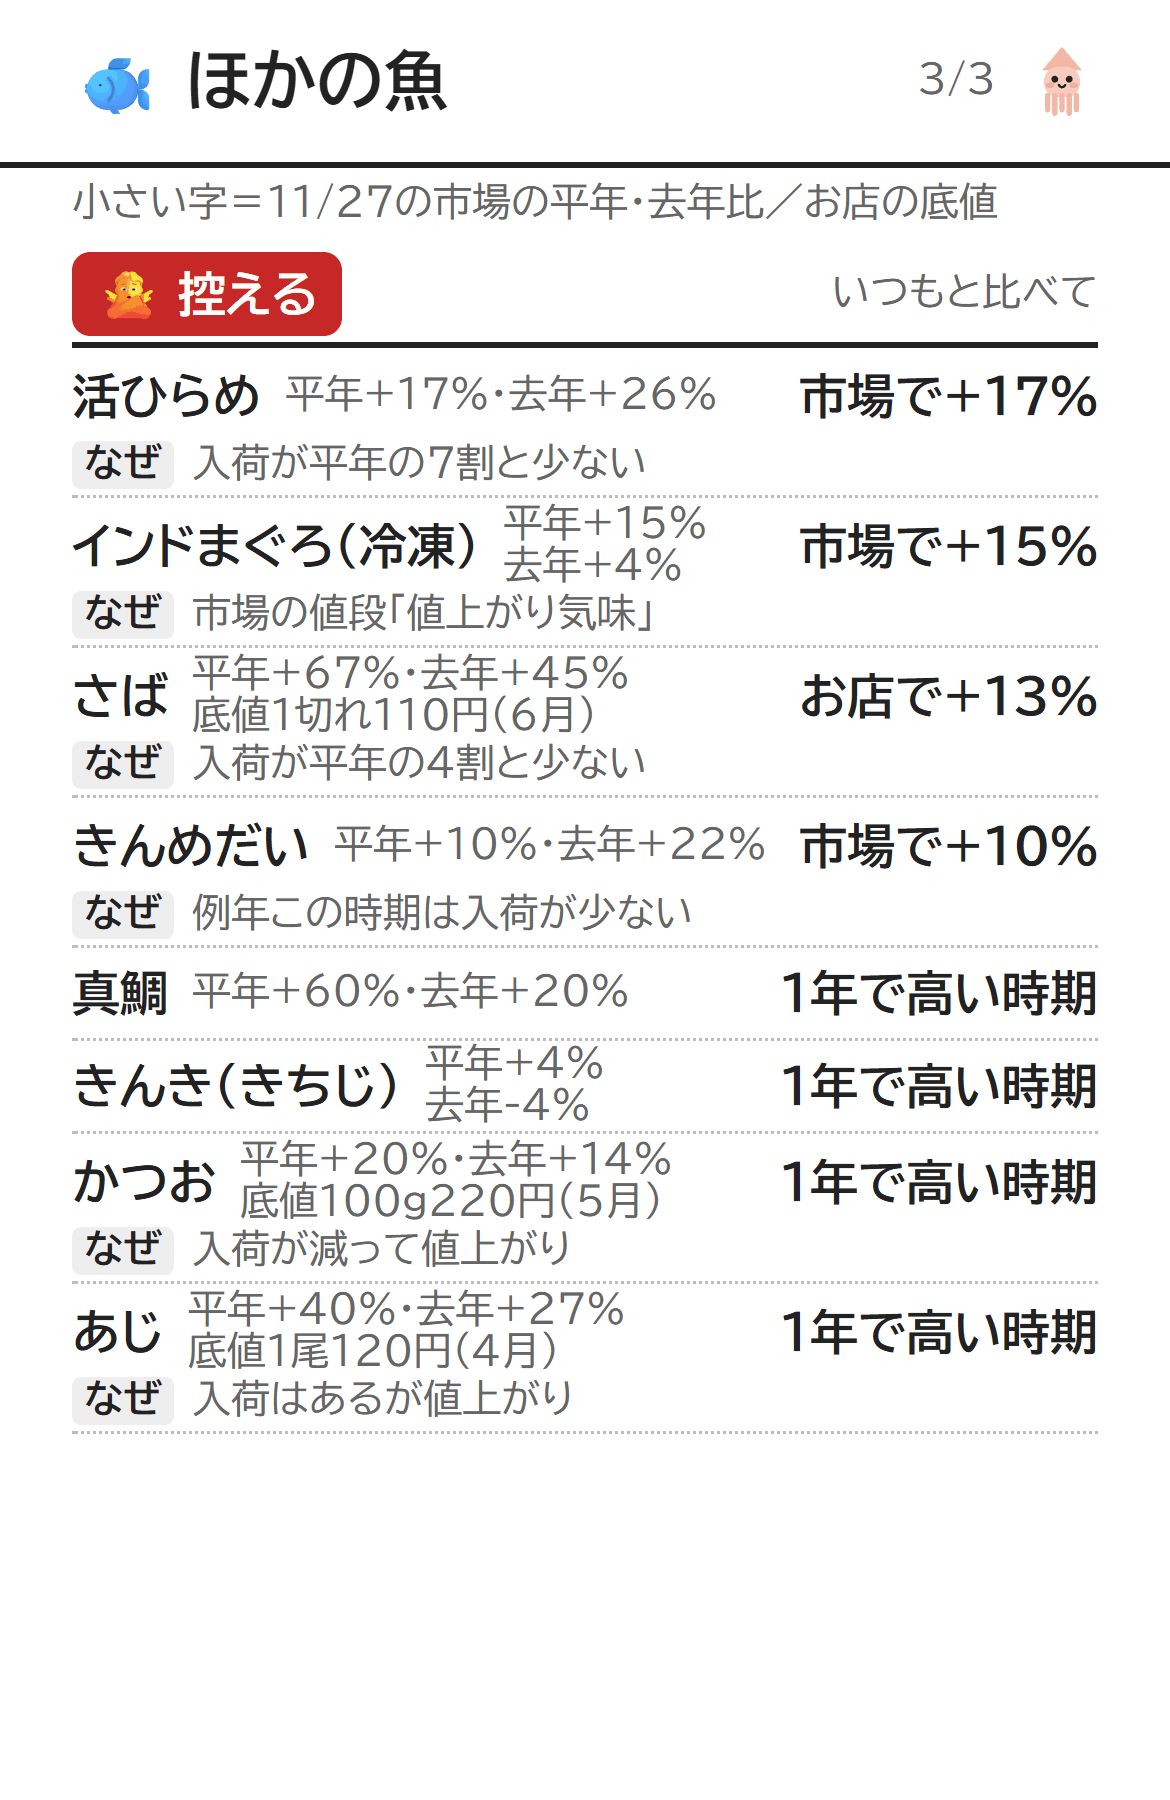 ほかの魚
3/3
小さい字＝11/27の市場の平年・去年比／お店の底値
控える
いつもと比べて
活ひらめ 平年+17%・去年+26% 市場で+17%
なぜ 入荷が平年の7割と少ない
インドまぐろ（冷凍） 平年+15% 去年+4% 市場で+15%
なぜ 市場の値段「値上がり気味」
さば 平年+67%・去年+45% 底値1切れ110円（6月） お店で+13%
なぜ 入荷が平年の4割と少ない
きんめだい 平年+10%・去年+22% 市場で+10%
なぜ 例年この時期は入荷が少ない
真鯛 平年+60%・去年+20% 1年で高い時期
きんき（きちじ） 平年+4% 去年-4% 1年で高い時期
かつお 平年+20%・去年+14% 底値100g220円（5月） 1年で高い時期
なぜ 入荷が減って値上がり
あじ 平年+40%・去年+27% 底値1尾120円（4月） 1年で高い時期
なぜ 入荷はあるが値上がり